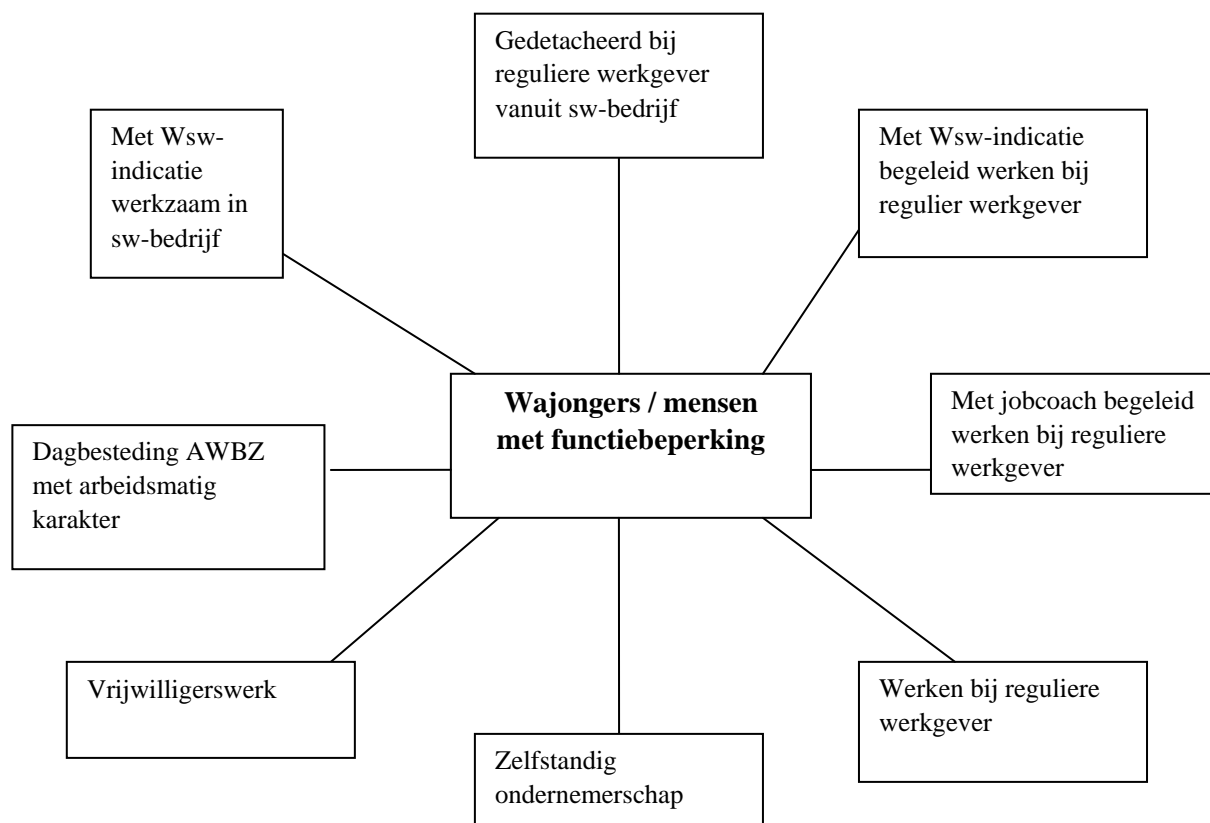 Gedetacheerd bij
reguliere werkgever
vanuit sw-bedrijf
Met Wsw-
indicatie
werkzaam in
sw-bedrijf
Met Wsw-indicatie
begeleid werken bij
regulier werkgever
Wajongers / mensen
met functiebeperking
Met jobcoach begeleid
werken bij reguliere
werkgever
Dagbesteding AWBZ
met arbeidsmatig
karakter
Vrijwilligerswerk
Werken bij reguliere
werkgever
Zelfstandig
ondernemerschap